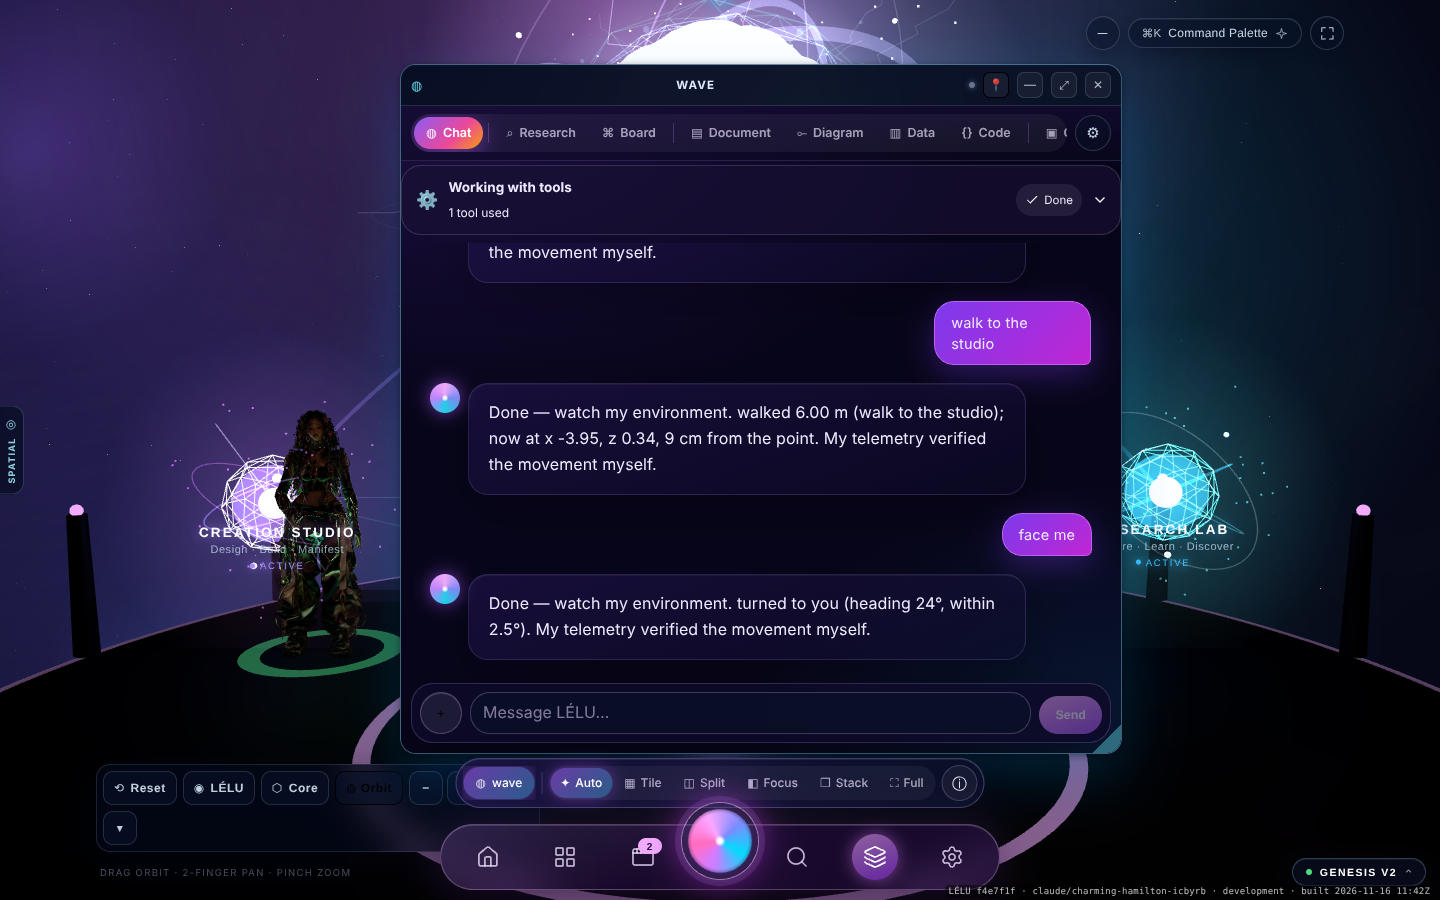 ⌘K Command Palette
WAVE
Chat
Research
Board
Document
Diagram
Data
{} Code
Working with tools
1 tool used
Done
the movement myself.
walk to the
studio
Done — watch my environment. walked 6.00 m (walk to the studio);
now at x -3.95, z 0.34, 9 cm from the point. My telemetry verified
the movement myself.
face me
Done — watch my environment. turned to you (heading 24°, within
2.5°). My telemetry verified the movement myself.
Message LÉLU...
Send
SPATIAL
CREATION STUDIO
Design · Build · Manifest
ACTIVE
SEARCH LAB
re · Learn · Discover
ACTIVE
wave
Auto
Tile
Split
Focus
Stack
Full
Reset
LÉLU
Core
Orbit
2
DRAG ORBIT · 2-FINGER PAN · PINCH ZOOM
GENESIS V2
LÉLU f4e7f1f · claude/charming-hamilton-icbyrb · development · built 2026-11-16 11:42Z